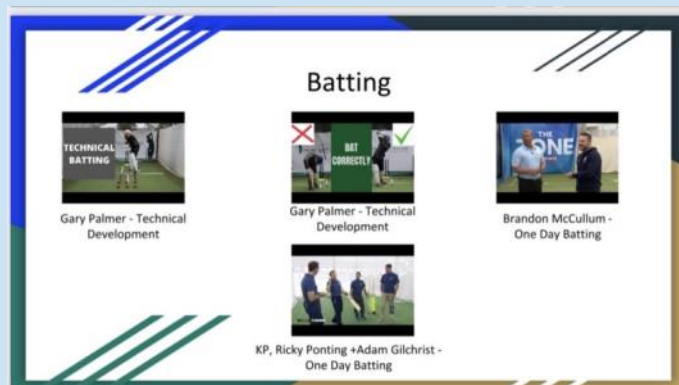 Batting
TECHNICAL
BATTING
BAT
CORRECTLY
THE
ZONE
Gary Palmer - Technical
Development
Gary Palmer - Technical
Development
Brandon McCullum -
One Day Batting
KP, Ricky Ponting +Adam Gilchrist -
One Day Batting